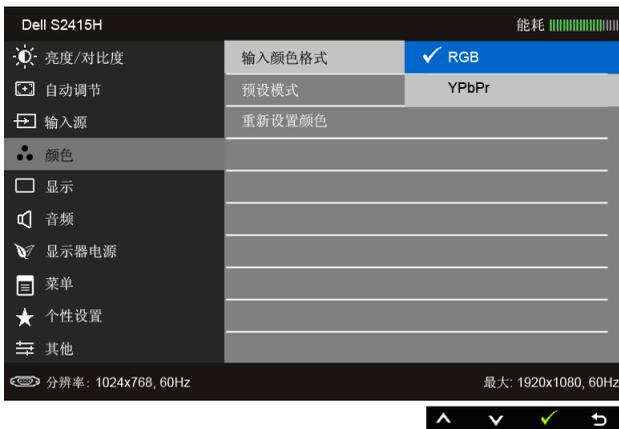 Dell S2415H 能耗
亮度/对比度 输入颜色格式 RGB
自动调节 预设模式 YPbPr
输入源 重新设置颜色
颜色
显示
音频
显示器电源
菜单
个性设置
其他
分辨率: 1024x768, 60Hz 最大: 1920x1080, 60Hz